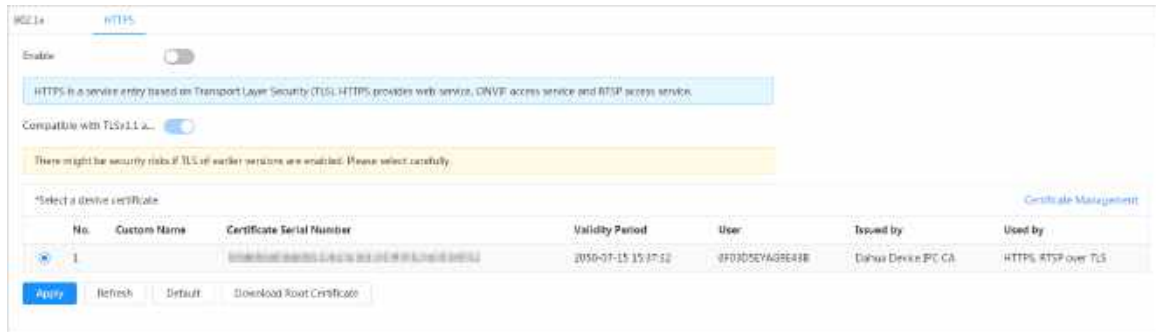 802.1x HTTPS
Enable
HTTPS is a service entry based on Transport Layer Security (TLS). HTTPS provides web service, ONVIF access service and RTSP access service.
Compatible with TLSv1.1 a...
There might be security risks if TLS of earlier versions are enabled. Please select carefully.
*Select a device certificate Certificate Management
No. Custom Name Certificate Serial Number Validity Period User Issued by Used by
1 2050-07-15 15:37:32 Dahua Device IPC CA HTTPS, RTSP over TLS
Apply Refresh Default Download Root Certificate